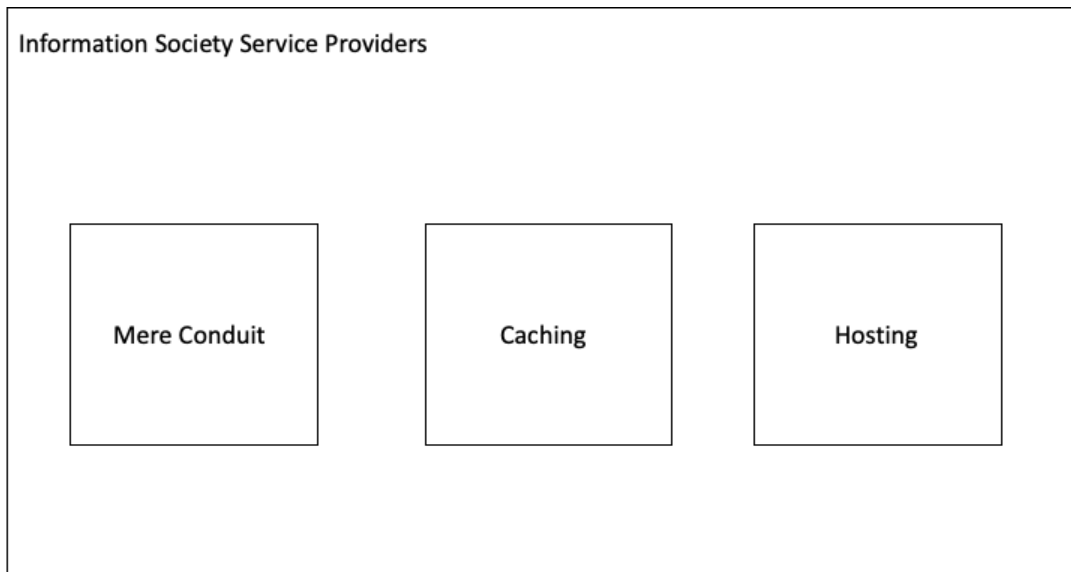 Information Society Service Providers
Mere Conduit
Caching
Hosting